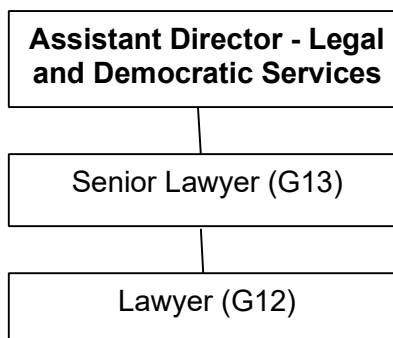 Assistant Director - Legal
and Democratic Services
Senior Lawyer (G13)
Lawyer (G12)